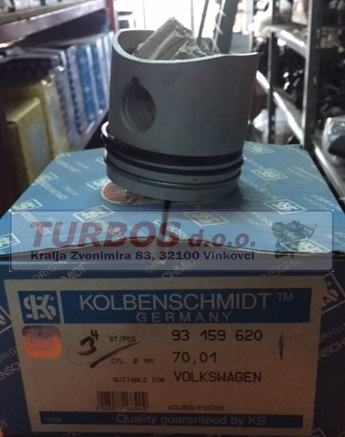 TURBOS d.o.o.
Kralja Zvonimira 83, 32100 Vinkovci
KS
KOLBENSCHMIDT™
GERMANY
34 ST/PCS 93 159 620
CYL. Ø MM 70,01
SUITABLE FOR VOLKSWAGEN
KOLBEN/PISTON
Quality guaranteed by KS